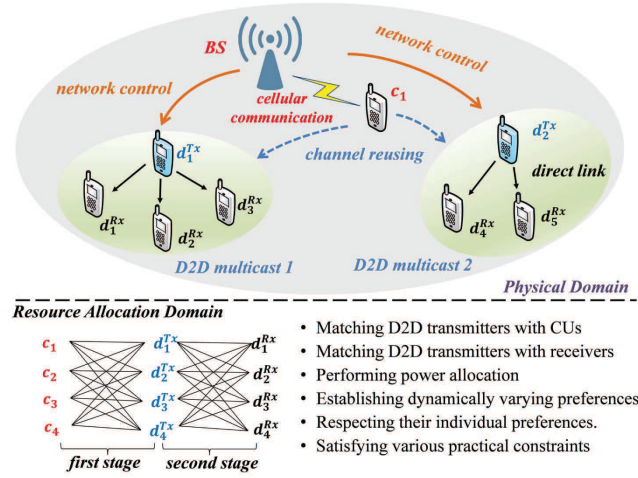 BS
network control
network control
cellular
communication
c₁
d₁ᵀˣ
channel reusing
d₂ᵀˣ
direct link
d₁ᴿˣ
d₂ᴿˣ
d₃ᴿˣ
d₄ᴿˣ
d₅ᴿˣ
D2D multicast 1
D2D multicast 2
Physical Domain
Resource Allocation Domain
c₁ d₁ᵀˣ d₁ᴿˣ
c₂ d₂ᵀˣ d₂ᴿˣ
c₃ d₃ᵀˣ d₃ᴿˣ
c₄ d₄ᵀˣ d₄ᴿˣ
first stage second stage
• Matching D2D transmitters with CUs
• Matching D2D transmitters with receivers
• Performing power allocation
• Establishing dynamically varying preferences
• Respecting their individual preferences.
• Satisfying various practical constraints